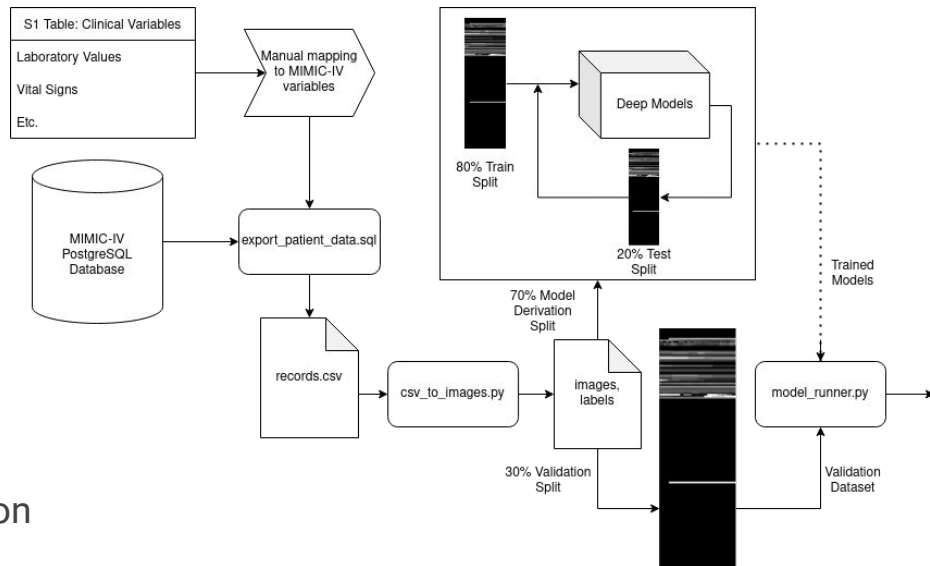 S1 Table: Clinical Variables
Laboratory Values
Vital Signs
Etc.
Manual mapping
to MIMIC-IV
variables
MIMIC-IV
PostgreSQL
Database
export_patient_data.sql
records.csv
csv_to_images.py
images,
labels
70% Model
Derivation
Split
80% Train
Split
Deep Models
20% Test
Split
30% Validation
Split
Trained
Models
model_runner.py
Validation
Dataset
on